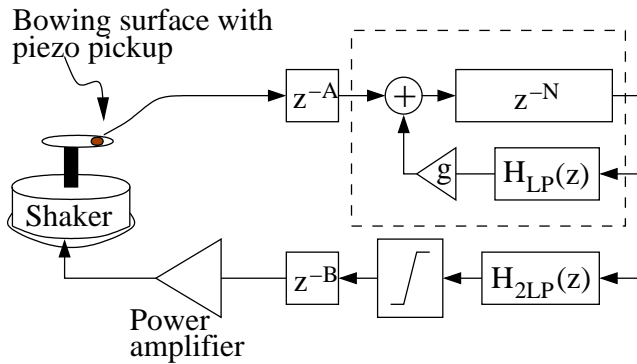 Bowing surface with
piezo pickup
z⁻ᴬ
+
z⁻ᴺ
g
H_LP(z)
Shaker
z⁻ᴮ
H_2LP(z)
Power
amplifier